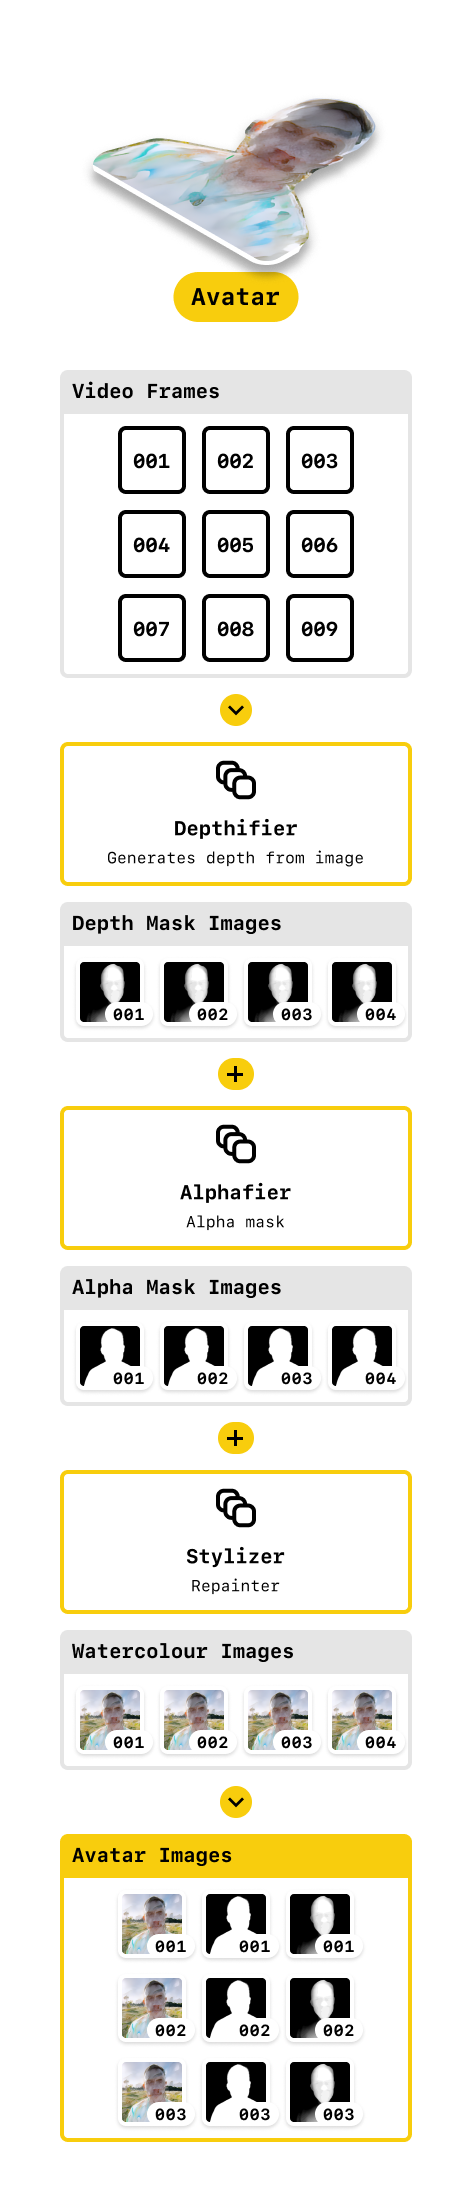 Avatar
Video Frames
001 002 003
004 005 006
007 008 009
Depthifier
Generates depth from image
Depth Mask Images
001 002 003 004
Alphafier
Alpha mask
Alpha Mask Images
001 002 003 004
Stylizer
Repainter
Watercolour Images
001 002 003 004
Avatar Images
001 001 001
002 002 002
003 003 003